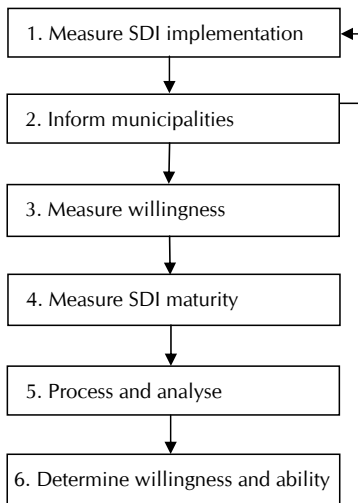 1. Measure SDI implementation
2. Inform municipalities
3. Measure willingness
4. Measure SDI maturity
5. Process and analyse
6. Determine willingness and ability